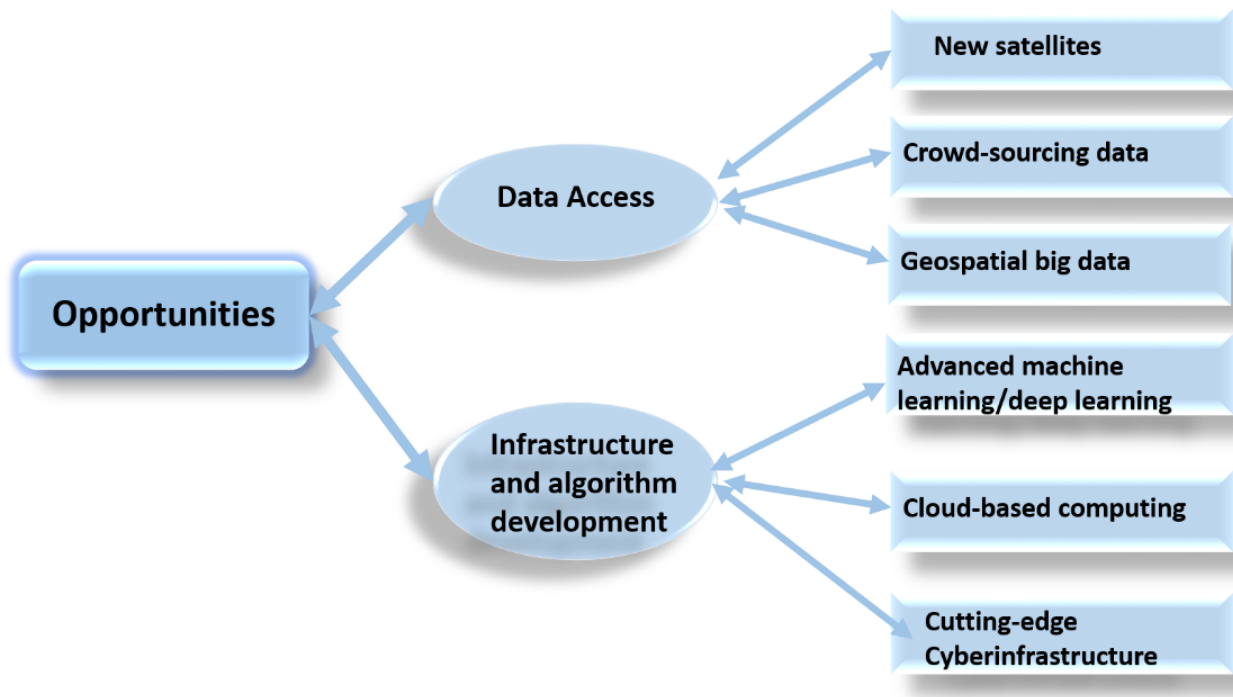 Opportunities
Data Access
Infrastructure
and algorithm
development
New satellites
Crowd-sourcing data
Geospatial big data
Advanced machine
learning/deep learning
Cloud-based computing
Cutting-edge
Cyberinfrastructure